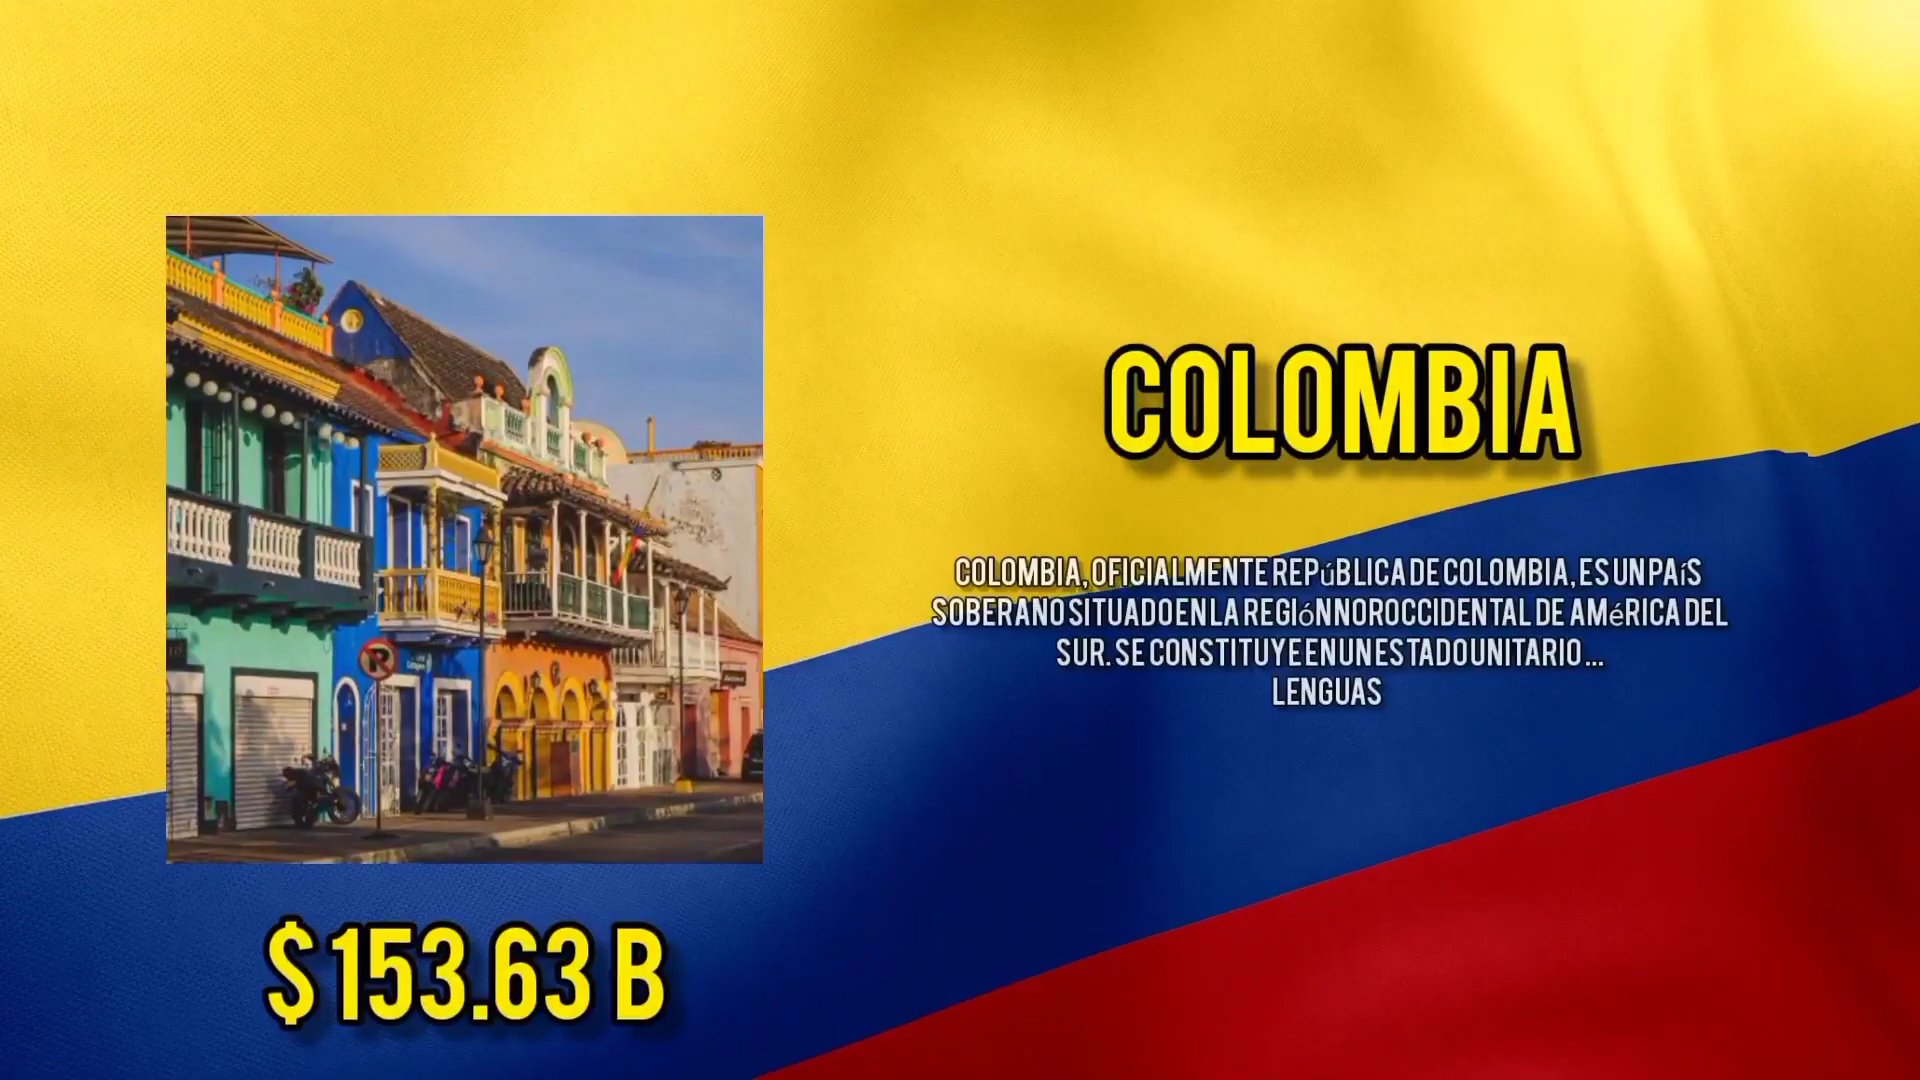 COLOMBIA
COLOMBIA, OFICIALMENTE REPúBLICA DE COLOMBIA, ES UN PAíS
SOBERANO SITUADO EN LA REGIóN NOROCCIDENTAL DE AMéRICA DEL
SUR. SE CONSTITUYE EN UN ESTADO UNITARIO ...
LENGUAS
$ 153.63 B